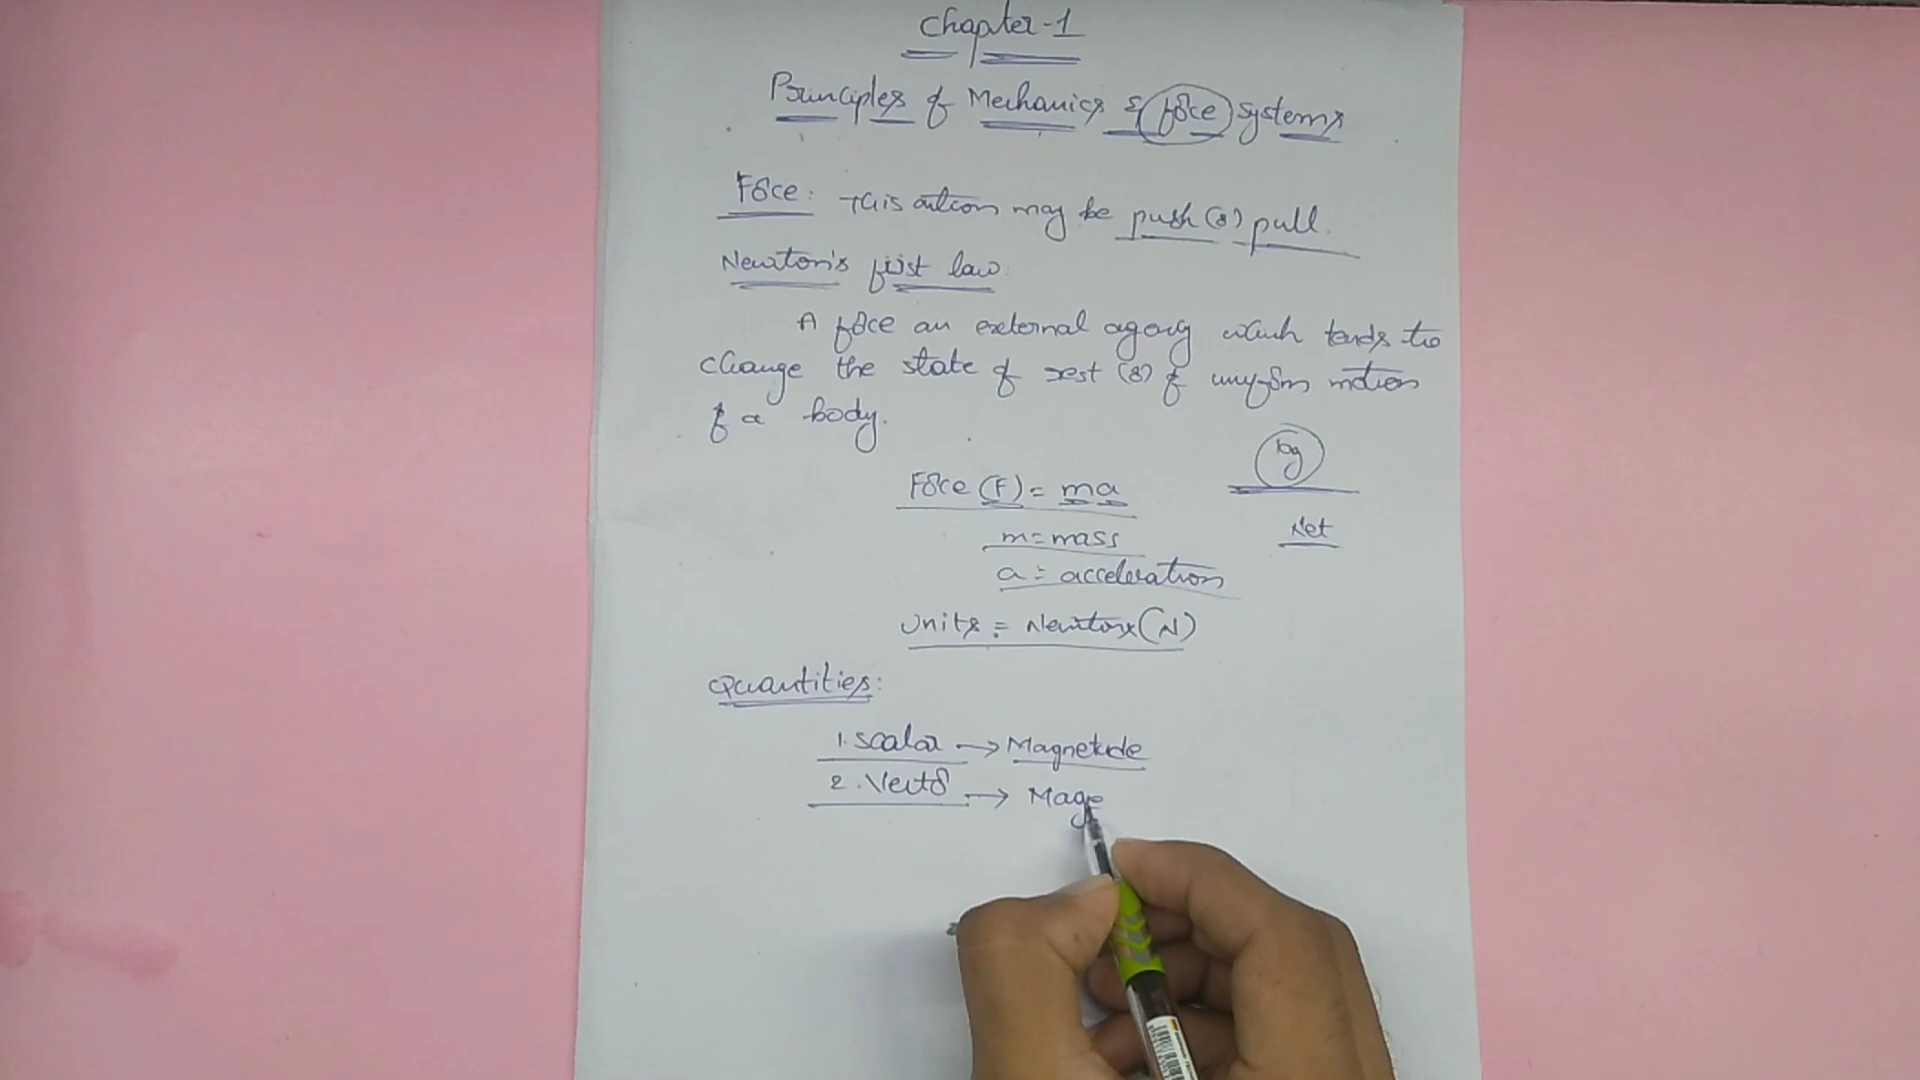 Chapter-1
Principles of Mechanics & force systems
Force: This action may be push (or) pull.
Newton's first law:
A force an external agency which tends to
change the state of rest (or) of uniform motion
of a body.
Force (F) = ma
m = mass
a = acceleration
Net
Units = Newtons (N)
Quantities:
1. Scalar → Magnetude
2. Vector → Mag